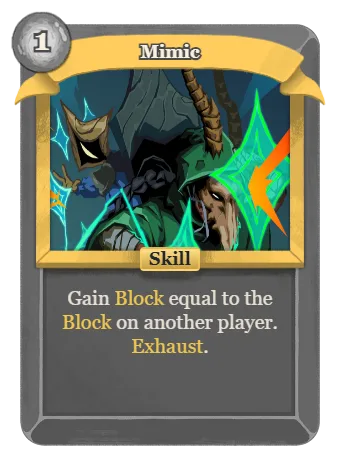 1
Mimic
Skill
Gain Block equal to the
Block on another player.
Exhaust.